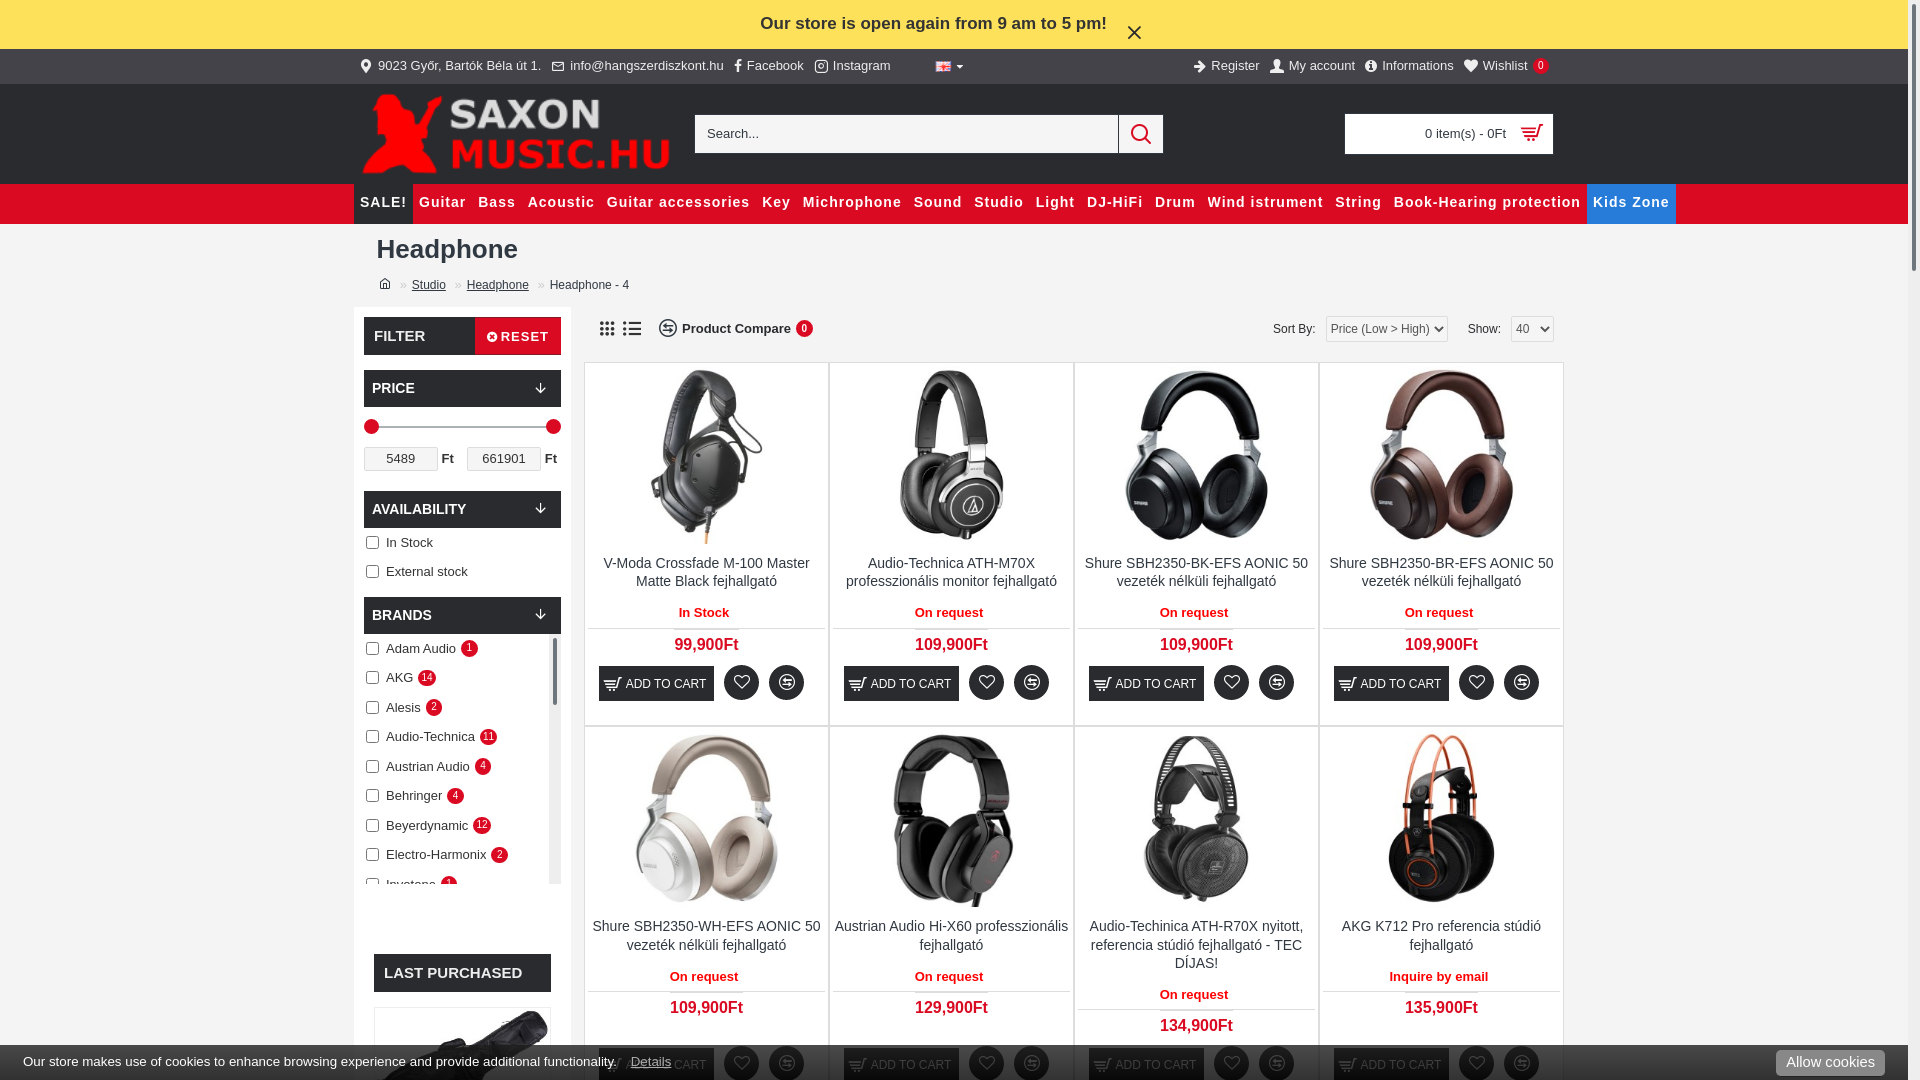 Our store is open again from 9 am to 5 pm!
9023 Győr, Bartók Béla út 1. info@hangszerdiszkont.hu Facebook Instagram Register My account Informations Wishlist 0
SAXON
MUSIC.HU
Search...
0 item(s) - 0Ft
SALE! Guitar Bass Acoustic Guitar accessories Key Michrophone Sound Studio Light DJ-HiFi Drum Wind istrument String Book-Hearing protection Kids Zone
Headphone
» Studio » Headphone » Headphone - 4
FILTER
RESET
PRICE
5489 Ft 661901 Ft
AVAILABILITY
In Stock
External stock
BRANDS
Adam Audio 1
AKG 14
Alesis 2
Audio-Technica 11
Austrian Audio 4
Behringer 4
Beyerdynamic 12
Electro-Harmonix 2
LAST PURCHASED
Product Compare 0
Sort By: Price (Low > High) Show: 40
V-Moda Crossfade M-100 Master
Matte Black fejhallgató
In Stock
99,900Ft
ADD TO CART
Audio-Technica ATH-M70X
professzionális monitor fejhallgató
On request
109,900Ft
ADD TO CART
Shure SBH2350-BK-EFS AONIC 50
vezeték nélküli fejhallgató
On request
109,900Ft
ADD TO CART
Shure SBH2350-BR-EFS AONIC 50
vezeték nélküli fejhallgató
On request
109,900Ft
ADD TO CART
Shure SBH2350-WH-EFS AONIC 50
vezeték nélküli fejhallgató
On request
109,900Ft
ADD TO CART
Austrian Audio Hi-X60 professzionális
fejhallgató
On request
129,900Ft
ADD TO CART
Audio-Techinica ATH-R70X nyitott,
referencia stúdió fejhallgató - TEC
DÍJAS!
On request
134,900Ft
ADD TO CART
AKG K712 Pro referencia stúdió
fejhallgató
Inquire by email
135,900Ft
ADD TO CART
Our store makes use of cookies to enhance browsing experience and provide additional functionality. Details
Allow cookies